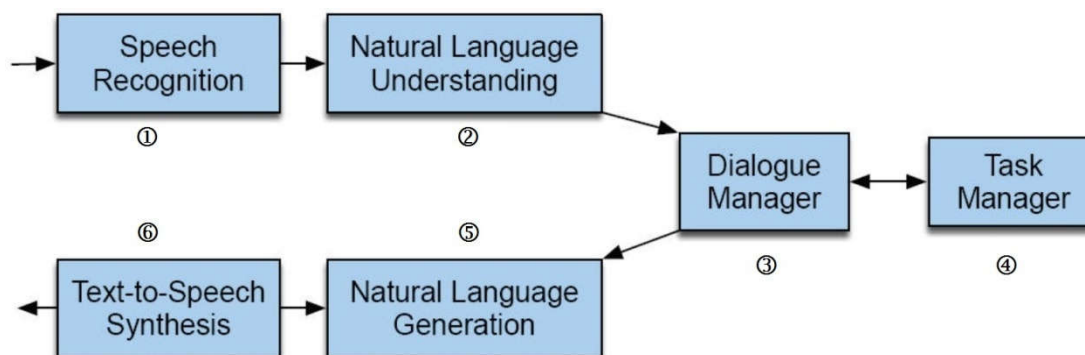 Speech
Recognition
Natural Language
Understanding
①
②
Dialogue
Manager
Task
Manager
⑥
⑤
③
④
Text-to-Speech
Synthesis
Natural Language
Generation